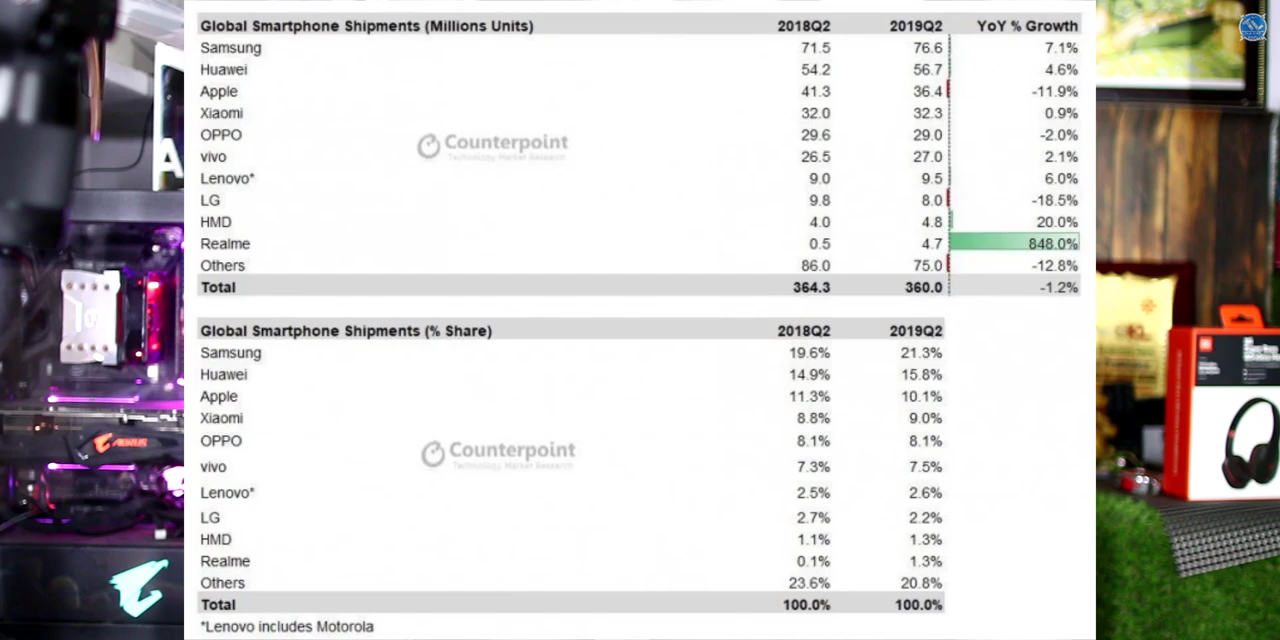 Global Smartphone Shipments (Millions Units) 2018Q2 2019Q2 YoY % Growth
Samsung 71.5 76.6 7.1%
Huawei 54.2 56.7 4.6%
Apple 41.3 36.4 -11.9%
Xiaomi 32.0 32.3 0.9%
OPPO 29.6 29.0 -2.0%
Counterpoint
Technology Market Research
vivo 26.5 27.0 2.1%
Lenovo* 9.0 9.5 6.0%
LG 9.8 8.0 -18.5%
HMD 4.0 4.8 20.0%
Realme 0.5 4.7 848.0%
Others 86.0 75.0 -12.8%
Total 364.3 360.0 -1.2%
Global Smartphone Shipments (% Share) 2018Q2 2019Q2
Samsung 19.6% 21.3%
Huawei 14.9% 15.8%
Apple 11.3% 10.1%
Xiaomi 8.8% 9.0%
OPPO 8.1% 8.1%
Counterpoint
Technology Market Research
vivo 7.3% 7.5%
Lenovo* 2.5% 2.6%
LG 2.7% 2.2%
HMD 1.1% 1.3%
Realme 0.1% 1.3%
Others 23.6% 20.8%
Total 100.0% 100.0%
*Lenovo includes Motorola